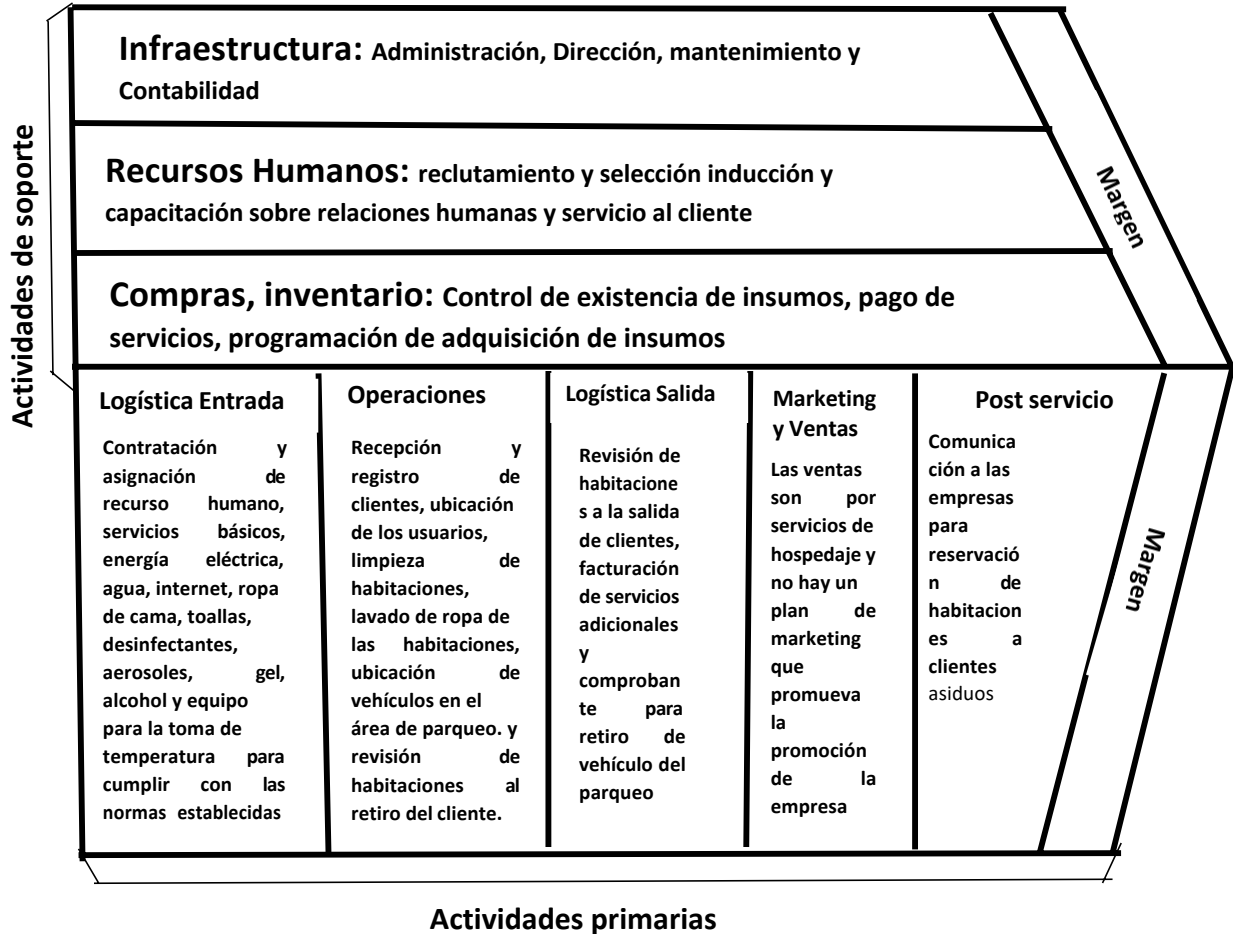 Actividades de soporte
Infraestructura: Administración, Dirección, mantenimiento y
Contabilidad
Recursos Humanos: reclutamiento y selección inducción y
capacitación sobre relaciones humanas y servicio al cliente
Compras, inventario: Control de existencia de insumos, pago de
servicios, programación de adquisición de insumos
Margen
Logística Entrada
Contratación y
asignación de
recurso humano,
servicios básicos,
energía eléctrica,
agua, internet, ropa
de cama, toallas,
desinfectantes,
aerosoles, gel,
alcohol y equipo
para la toma de
temperatura para
cumplir con las
normas establecidas
Operaciones
Recepción y
registro de
clientes, ubicación
de los usuarios,
limpieza de
habitaciones,
lavado de ropa de
las habitaciones,
ubicación de
vehículos en el
área de parqueo. y
revisión de
habitaciones al
retiro del cliente.
Logística Salida
Revisión de
habitacione
s a la salida
de clientes,
facturación
de servicios
adicionales
y
comproban
te para
retiro de
vehículo del
parqueo
Marketing
y Ventas
Las ventas
son por
servicios de
hospedaje y
no hay un
plan de
marketing
que
promueva
la
promoción
de la
empresa
Post servicio
Comunica
ción a las
empresas
para
reservació
n de
habitacion
es a
clientes
asiduos
Margen
Actividades primarias